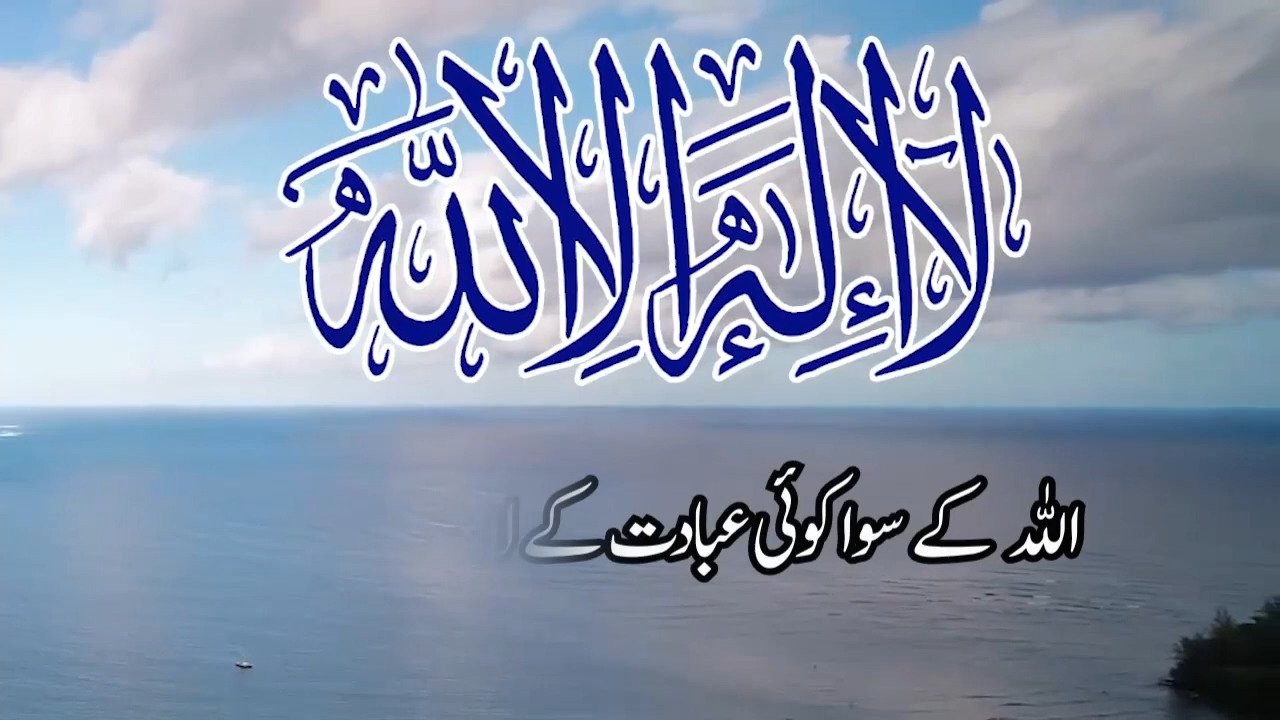 لَا إِلٰهَ إِلَّا اللّٰهُ
اللہ کے سوا کوئی عبادت کے